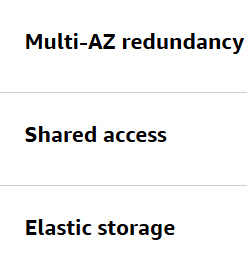 Multi-AZ redundancy
Shared access
Elastic storage